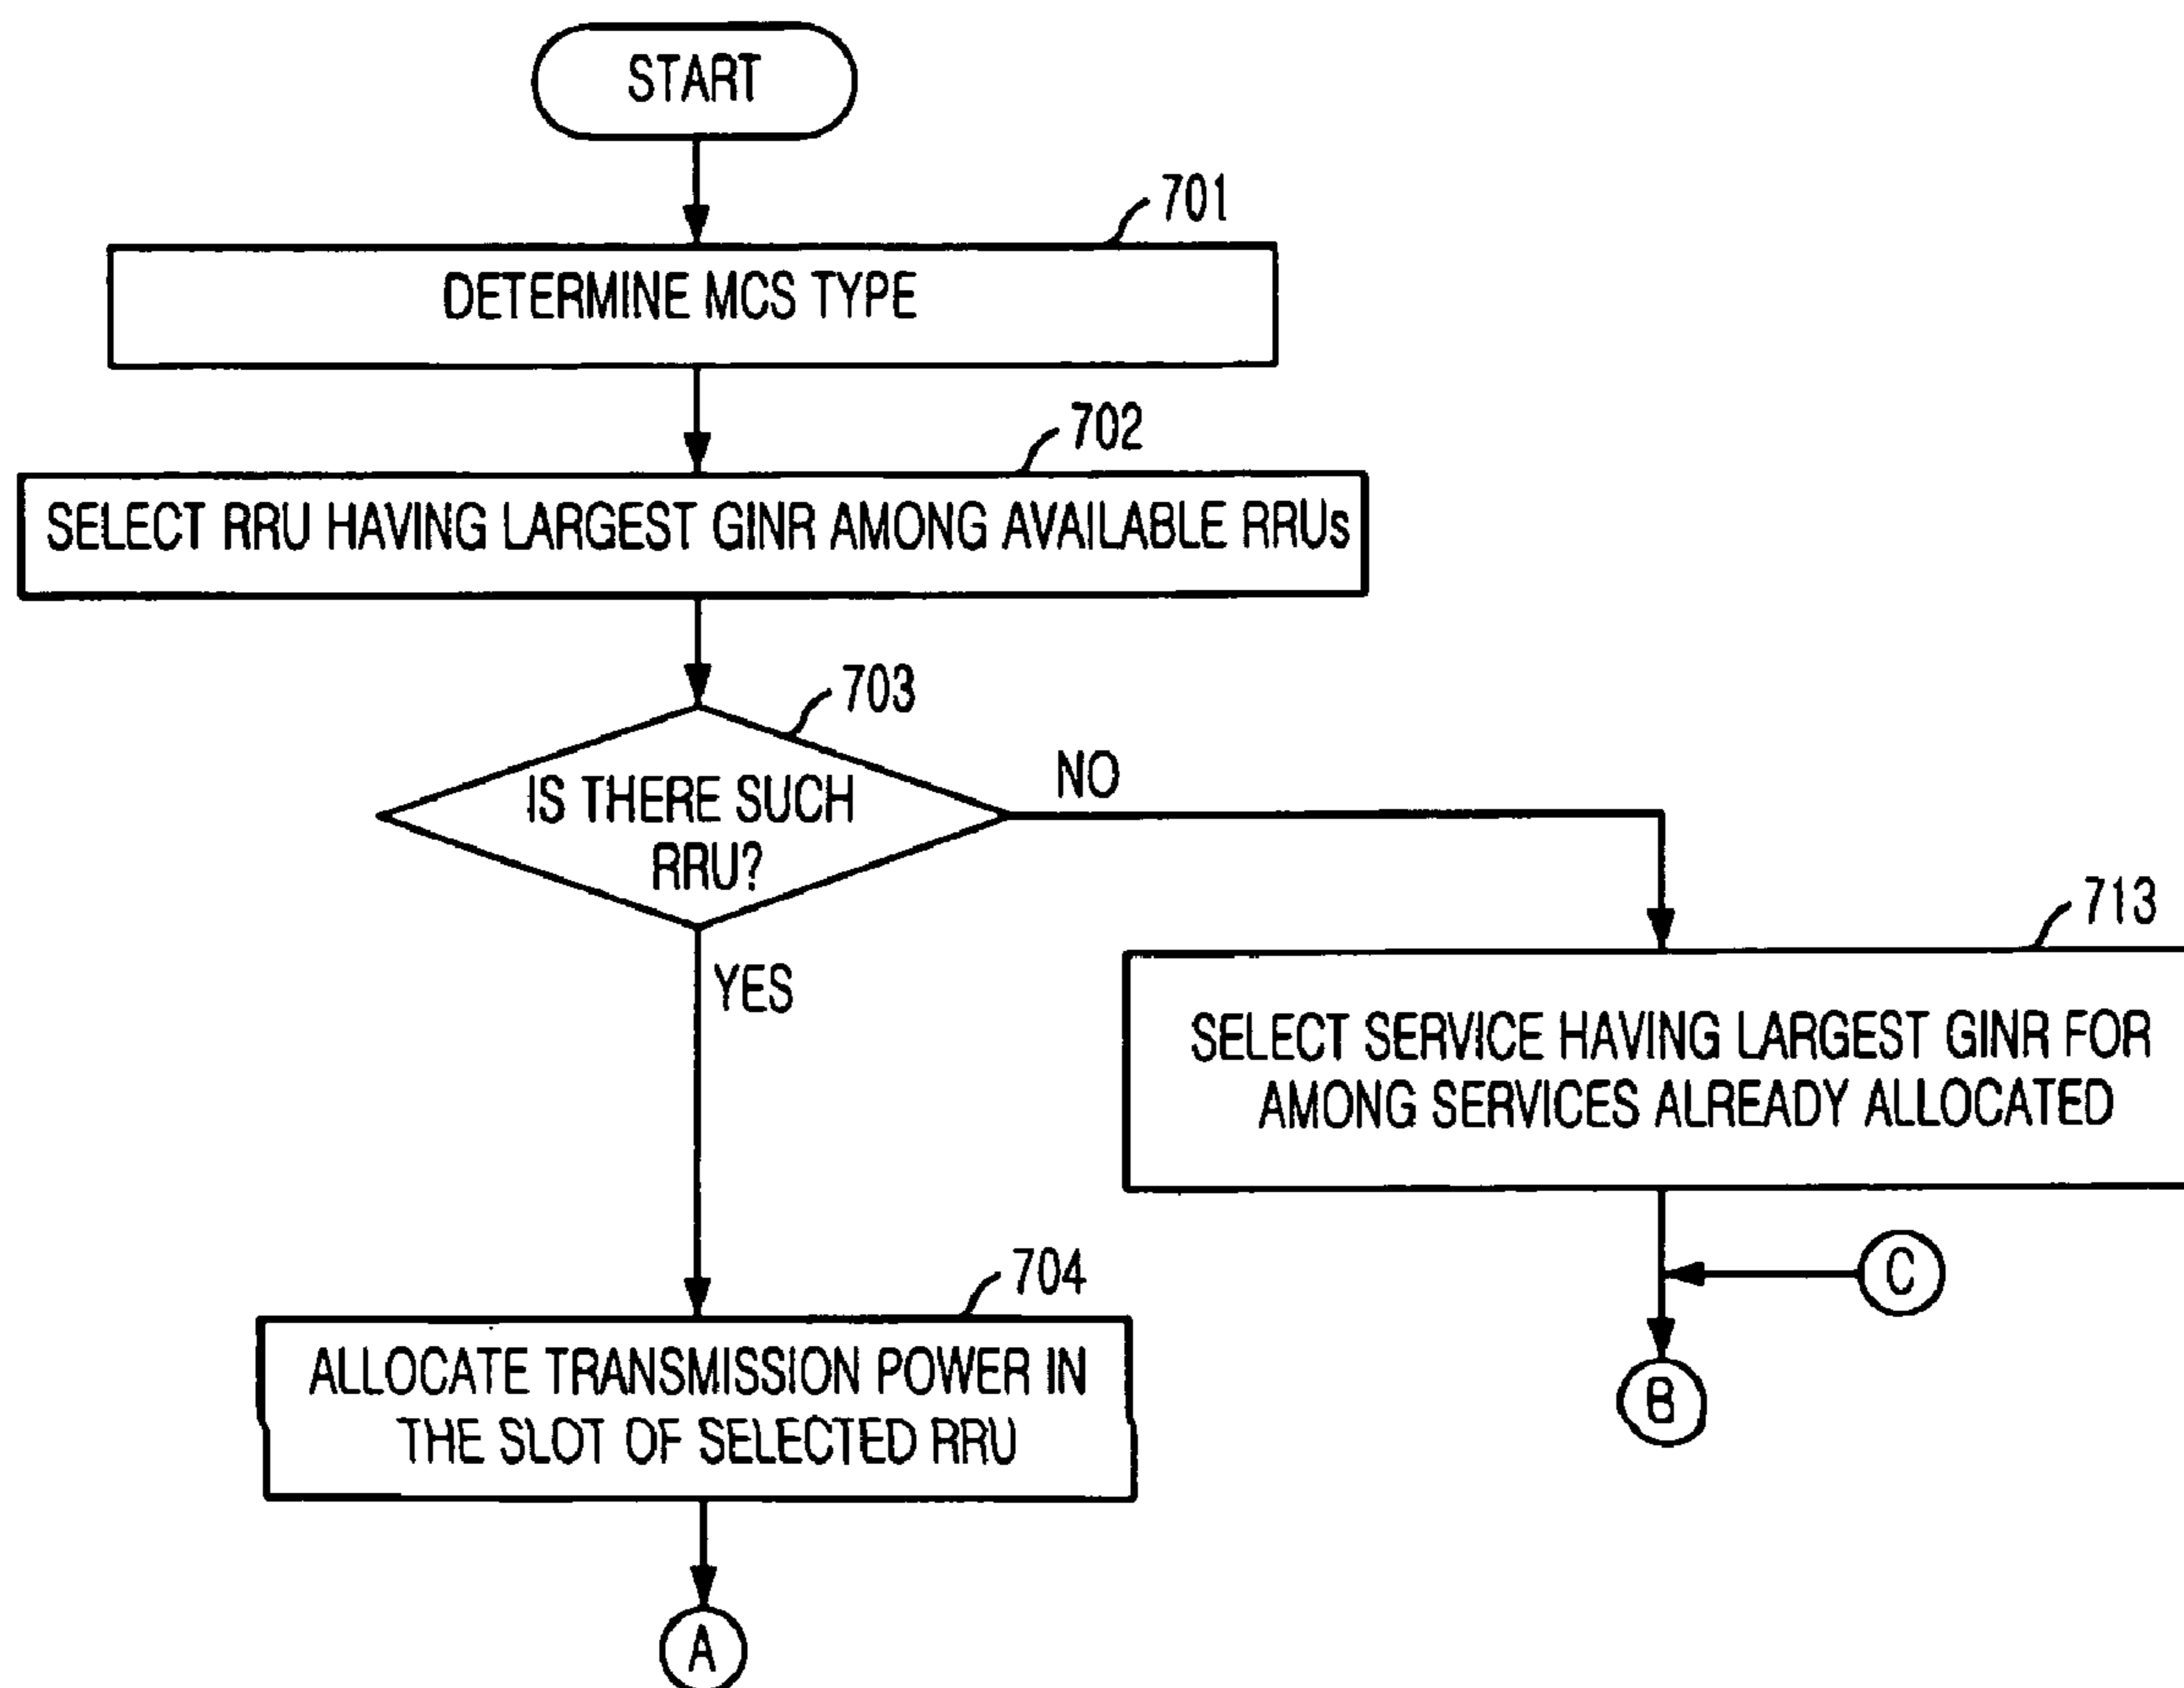 START
701
DETERMINE MCS TYPE
702
SELECT RRU HAVING LARGEST GINR AMONG AVAILABLE RRUs
703
IS THERE SUCH
RRU?
NO
YES
713
SELECT SERVICE HAVING LARGEST GINR FOR
AMONG SERVICES ALREADY ALLOCATED
C
B
704
ALLOCATE TRANSMISSION POWER IN
THE SLOT OF SELECTED RRU
A